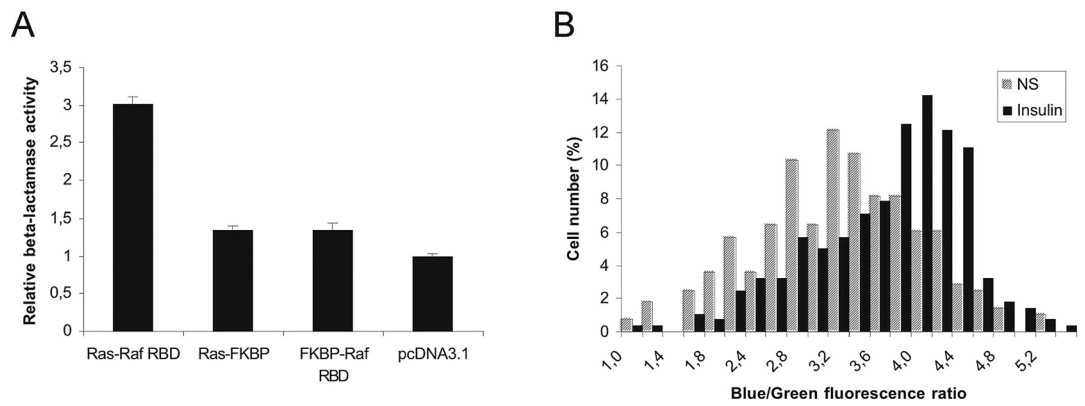 A
Relative beta-lactamase activity
3,5
3
2,5
2
1,5
1
0,5
0
Ras-Raf RBD
Ras-FKBP
FKBP-Raf
RBD
pcDNA3.1
B
Cell number (%)
16
14
12
10
8
6
4
2
0
NS
Insulin
1,0
1,4
1,8
2,4
2,8
3,2
3,6
4,0
4,4
4,8
5,2
Blue/Green fluorescence ratio